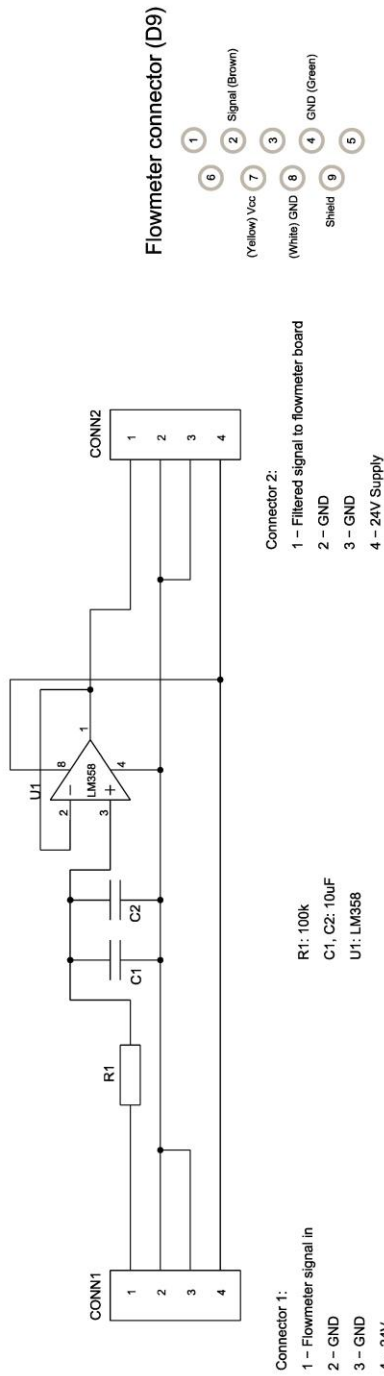 Flowmeter connector (D9)
1
6
2
Signal (Brown)
(Yellow) Vcc
7
3
(White) GND
8
4
GND (Green)
Shield
9
5
CONN1
1
2
3
4
R1
C1
C2
U1
2
3
8
4
1
LM358
CONN2
1
2
3
4
Connector 1:
1 – Flowmeter signal in
2 – GND
3 – GND
4 – 24V
R1: 100k
C1, C2: 10uF
U1: LM358
Connector 2:
1 – Filtered signal to flowmeter board
2 – GND
3 – GND
4 – 24V Supply